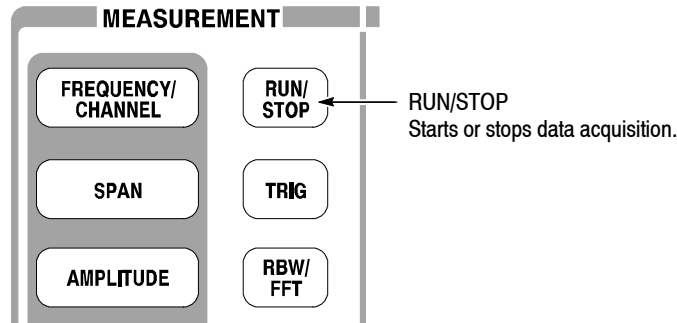 MEASUREMENT
FREQUENCY/
CHANNEL
RUN/
STOP
RUN/STOP
Starts or stops data acquisition.
SPAN
TRIG
AMPLITUDE
RBW/
FFT